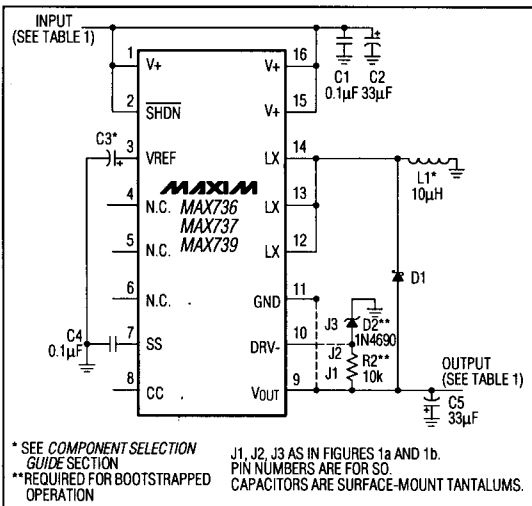 INPUT
(SEE TABLE 1)
1
V+
16
V+
C1
0.1µF
C2
33µF
+
2
SHDN
15
V+
C3*
+
3
VREF
14
LX
L1*
10µH
MAXIM
MAX736
MAX737
MAX739
4
N.C.
13
LX
5
N.C.
12
LX
D1
6
N.C.
11
GND
J3
D2**
1N4690
C4
0.1µF
7
SS
10
DRV-
J2
J1
R2**
10k
8
CC
9
VOUT
OUTPUT
(SEE TABLE 1)
+
C5
33µF
* SEE COMPONENT SELECTION
GUIDE SECTION
**REQUIRED FOR BOOTSTRAPPED
OPERATION
J1, J2, J3 AS IN FIGURES 1a AND 1b.
PIN NUMBERS ARE FOR SO.
CAPACITORS ARE SURFACE-MOUNT TANTALUMS.